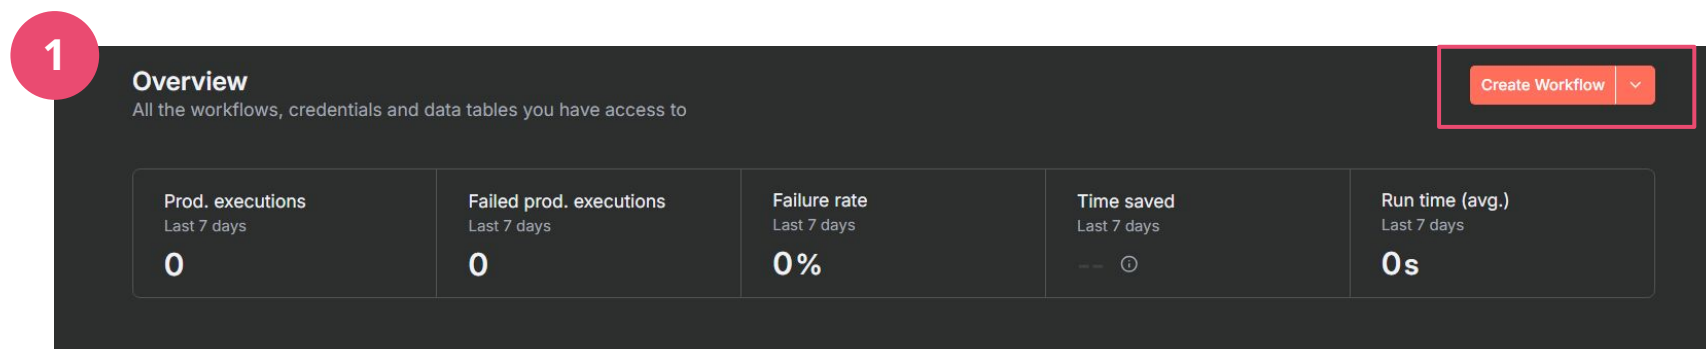 1
Overview
All the workflows, credentials and data tables you have access to
Create Workflow
Prod. executions
Last 7 days
0
Failed prod. executions
Last 7 days
0
Failure rate
Last 7 days
0%
Time saved
Last 7 days
--
Run time (avg.)
Last 7 days
0s